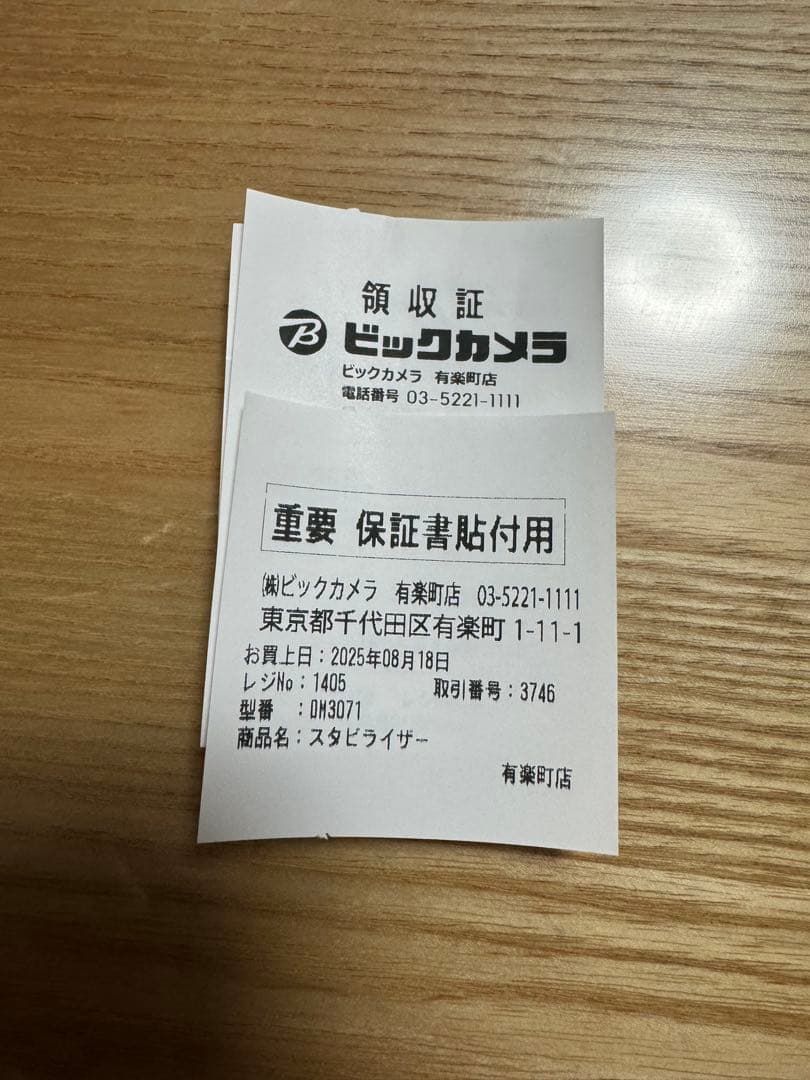 領収証
ビックカメラ
ビックカメラ 有楽町店
電話番号 03-5221-1111
重要 保証書貼付用
(株)ビックカメラ 有楽町店 03-5221-1111
東京都千代田区有楽町 1-11-1
お買上日:2025年08月18日
レジNo:1405 取引番号:3746
型番 :DM3071
商品名:スタビライザー
有楽町店